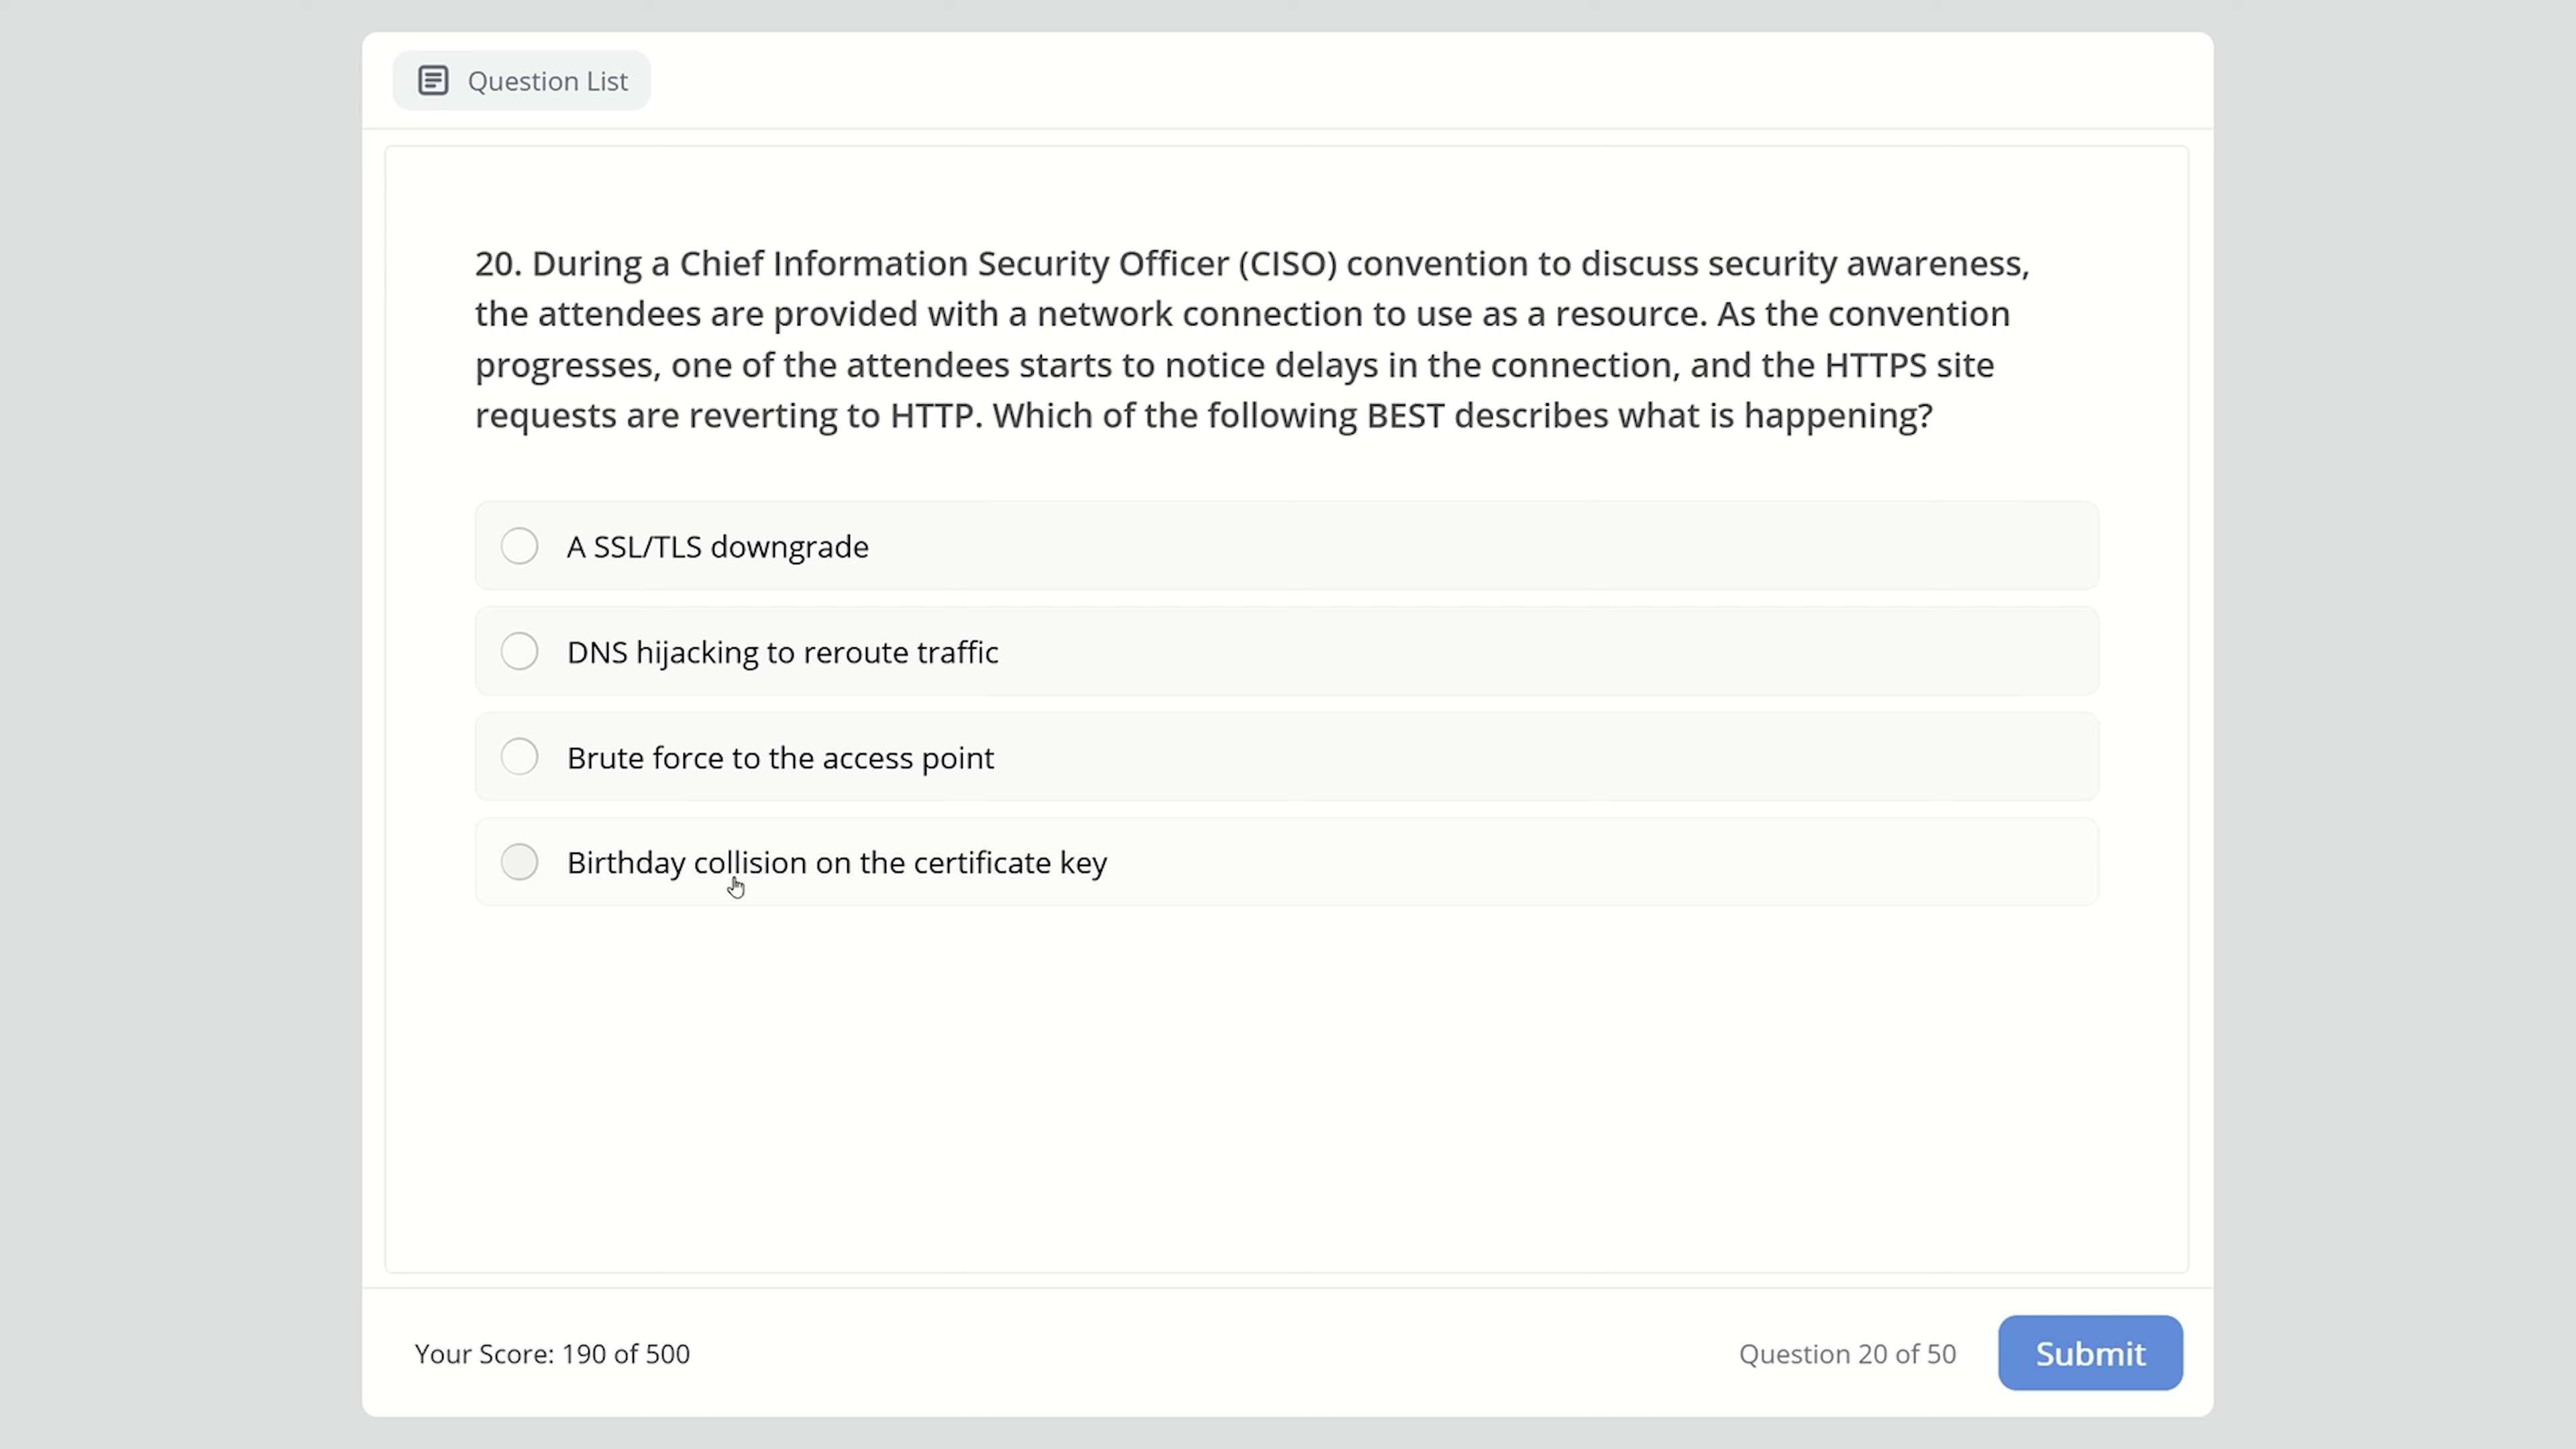 Question List
20. During a Chief Information Security Officer (CISO) convention to discuss security awareness,
the attendees are provided with a network connection to use as a resource. As the convention
progresses, one of the attendees starts to notice delays in the connection, and the HTTPS site
requests are reverting to HTTP. Which of the following BEST describes what is happening?
A SSL/TLS downgrade
DNS hijacking to reroute traffic
Brute force to the access point
Birthday collision on the certificate key
Your Score: 190 of 500
Question 20 of 50
Submit